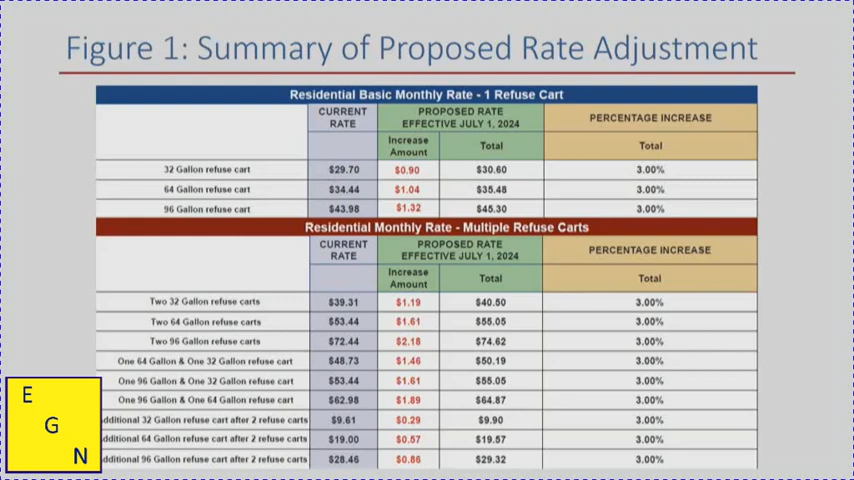 Figure 1: Summary of Proposed Rate Adjustment
Residential Basic Monthly Rate - 1 Refuse Cart
CURRENT RATE PROPOSED RATE EFFECTIVE JULY 1, 2024 PERCENTAGE INCREASE
Increase Amount Total Total
32 Gallon refuse cart $29.70 $0.90 $30.60 3.00%
64 Gallon refuse cart $34.44 $1.04 $35.48 3.00%
96 Gallon refuse cart $43.98 $1.32 $45.30 3.00%
Residential Monthly Rate - Multiple Refuse Carts
CURRENT RATE PROPOSED RATE EFFECTIVE JULY 1, 2024 PERCENTAGE INCREASE
Increase Amount Total Total
Two 32 Gallon refuse carts $39.31 $1.19 $40.50 3.00%
Two 64 Gallon refuse carts $53.44 $1.61 $55.05 3.00%
Two 96 Gallon refuse carts $72.44 $2.18 $74.62 3.00%
One 64 Gallon & One 32 Gallon refuse cart $48.73 $1.46 $50.19 3.00%
One 96 Gallon & One 32 Gallon refuse cart $53.44 $1.61 $55.05 3.00%
One 96 Gallon & One 64 Gallon refuse cart $62.98 $1.89 $64.87 3.00%
dditional 32 Gallon refuse cart after 2 refuse carts $9.61 $0.29 $9.90 3.00%
dditional 64 Gallon refuse cart after 2 refuse carts $19.00 $0.57 $19.57 3.00%
dditional 96 Gallon refuse cart after 2 refuse carts $28.46 $0.86 $29.32 3.00%
E
G
N